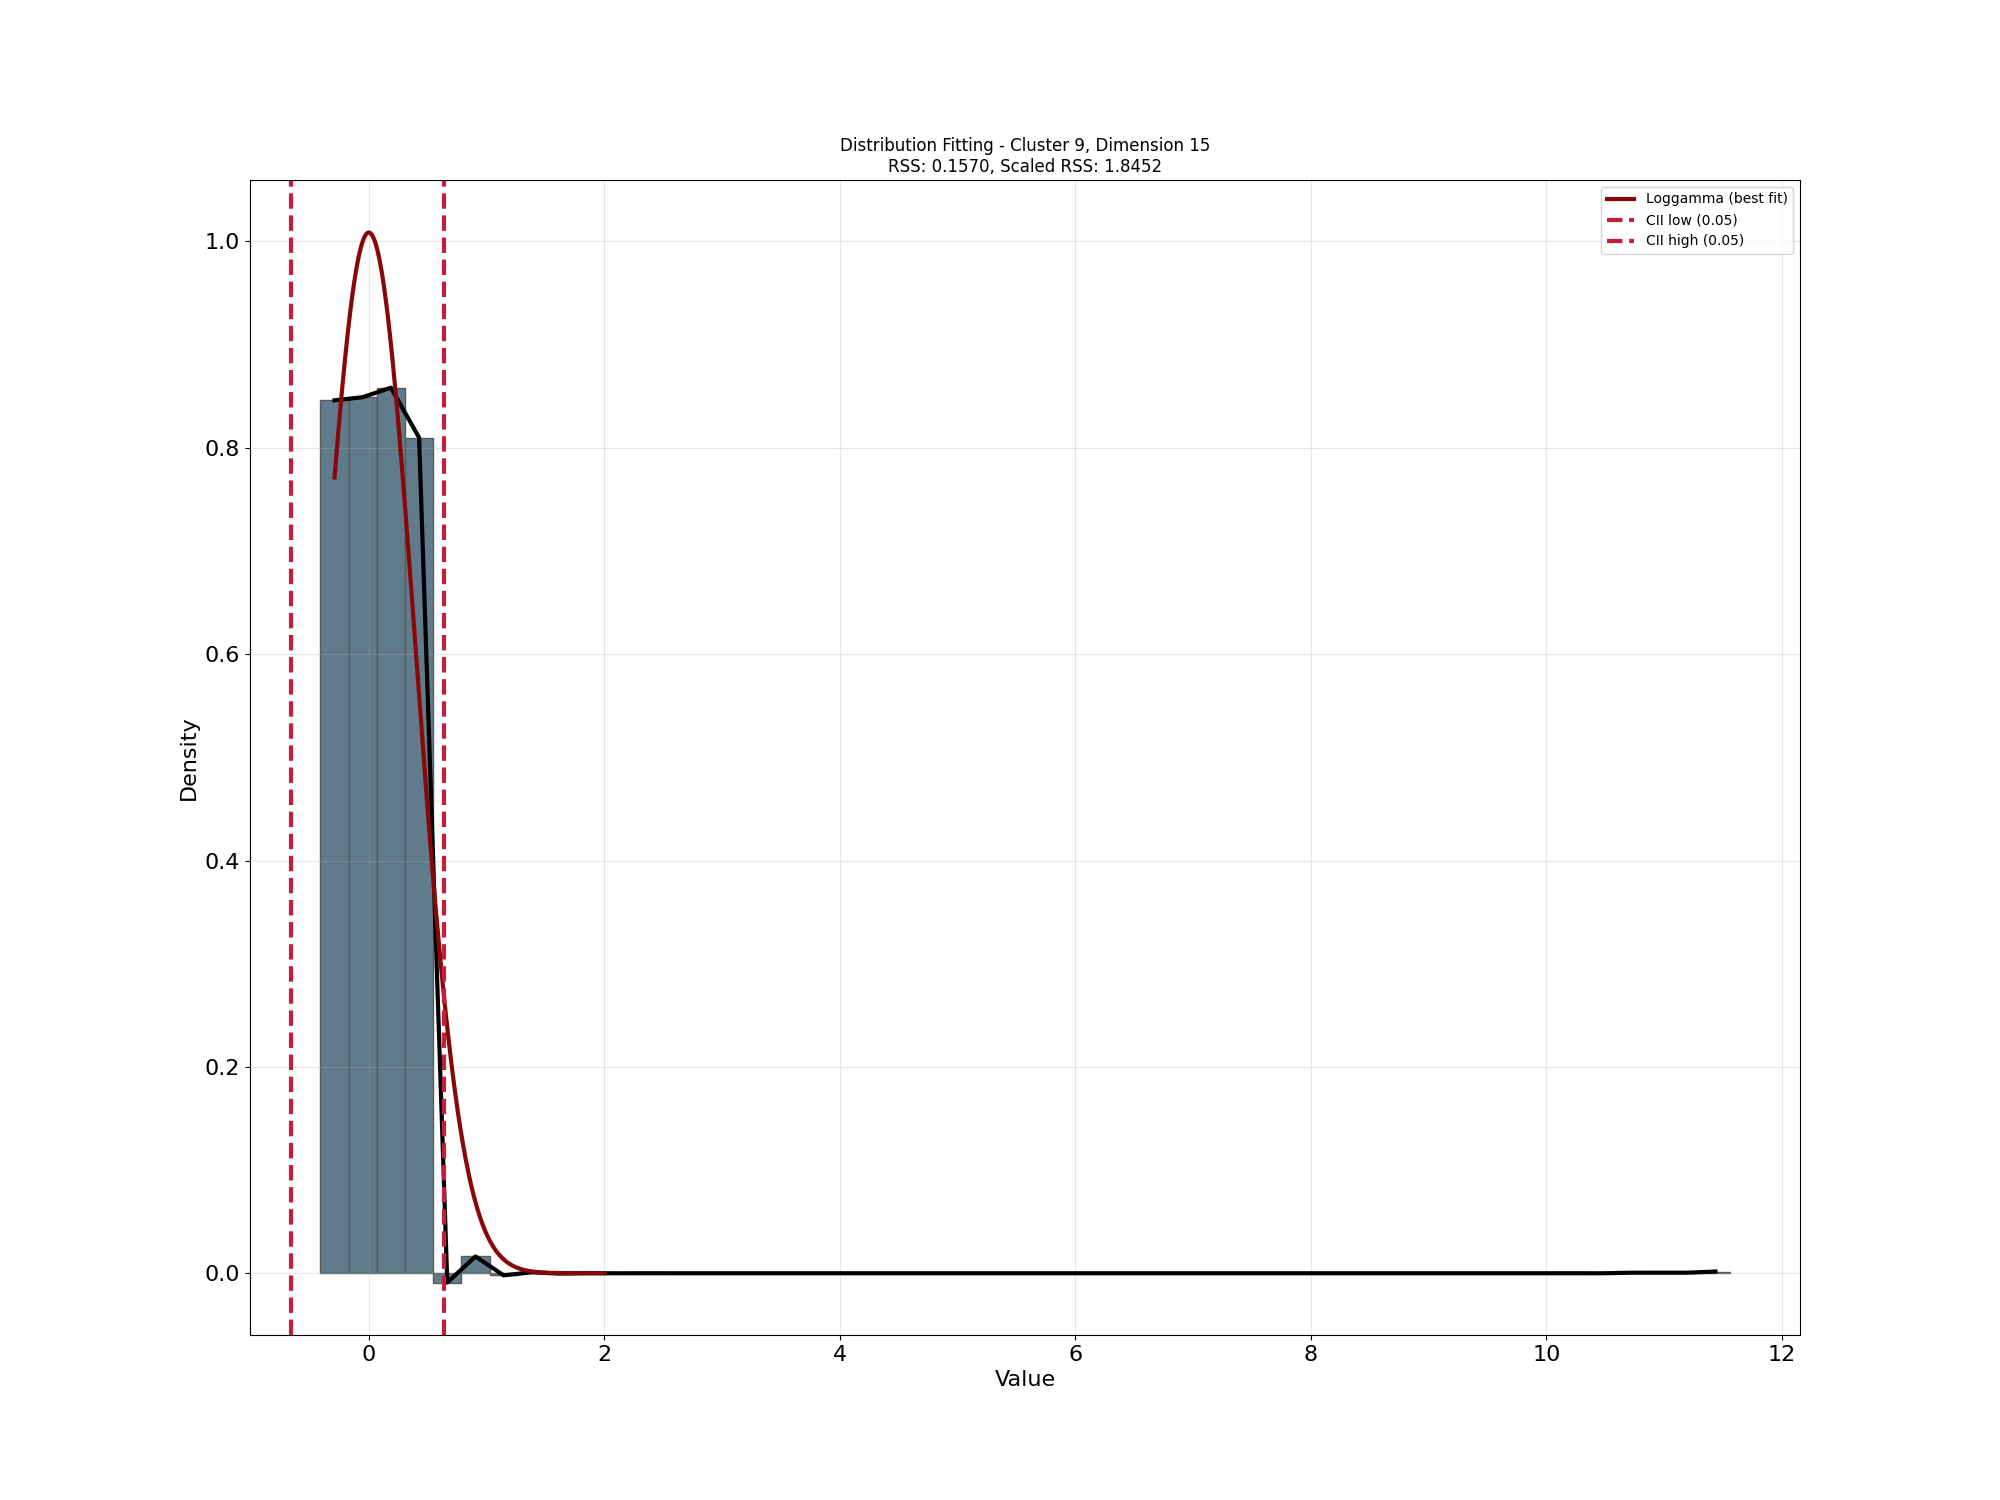 Distribution Fitting - Cluster 9, Dimension 15
RSS: 0.1570, Scaled RSS: 1.8452
Loggamma (best fit)
CII low (0.05)
CII high (0.05)
1.0
0.8
0.6
0.4
0.2
0.0
Density
0 2 4 6 8 10 12
Value